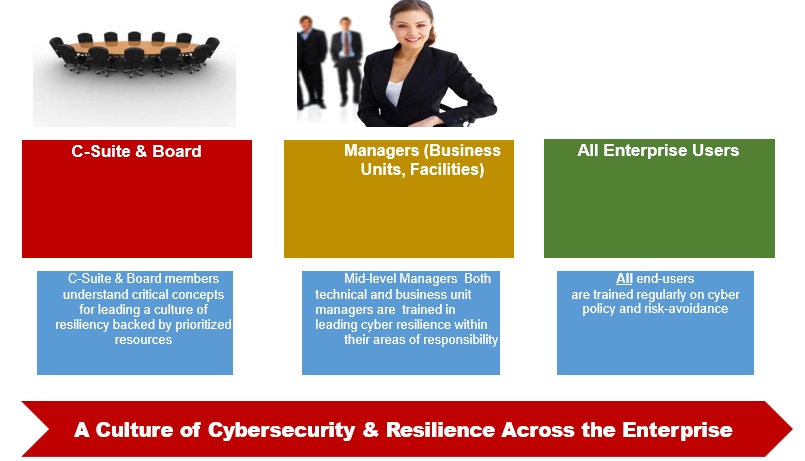 C-Suite & Board
Managers (Business
Units, Facilities)
All Enterprise Users
C-Suite & Board members
understand critical concepts
for leading a culture of
resiliency backed by prioritized
resources
Mid-level Managers Both
technical and business unit
managers are trained in
leading cyber resilience within
their areas of responsibility
All end-users
are trained regularly on cyber
policy and risk-avoidance
A Culture of Cybersecurity & Resilience Across the Enterprise